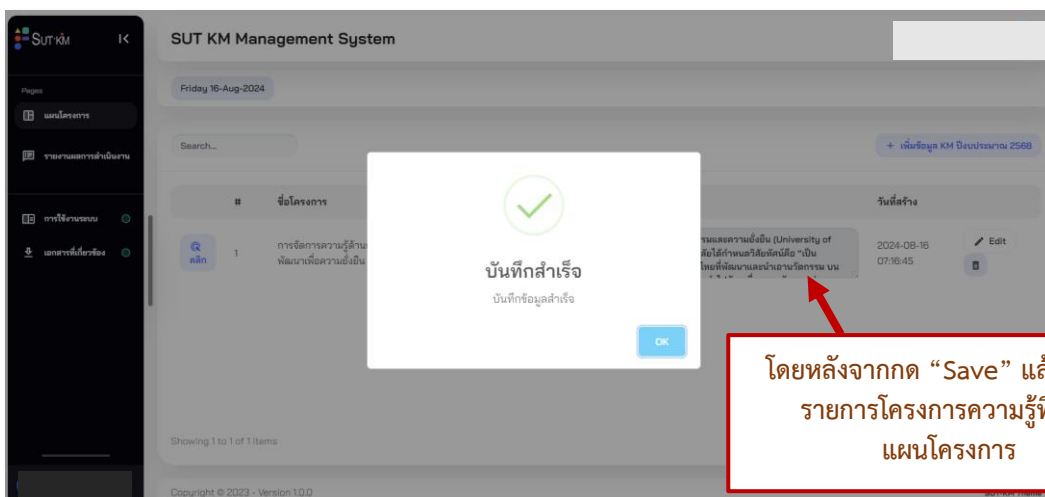 SUT KM
SUT KM Management System
Pages
Friday 16-Aug-2024
แผนโครงการ
รายงานผลการดำเนินงาน
การใช้งานระบบ
เอกสารที่เกี่ยวข้อง
Search...
+ เพิ่มข้อมูล KM ปีงบประมาณ 2568
# ชื่อโครงการ วันที่สร้าง
คลิก
1
การจัดการความรู้ด้าน
พัฒนาเพื่อความยั่งยืน
รมและความยั่งยืน (University of
ลัยได้กำหนดวิสัยทัศน์คือ "เป็น
ไทยที่พัฒนาและนำเอานวัตกรรม บน
2024-08-16
07:16:45
Edit
บันทึกสำเร็จ
บันทึกข้อมูลสำเร็จ
OK
โดยหลังจากกด “Save” แล้
รายการโครงการความรู้ที่
แผนโครงการ
Showing 1 to 1 of 1 items
Copyright © 2023 - Version 1.0.0